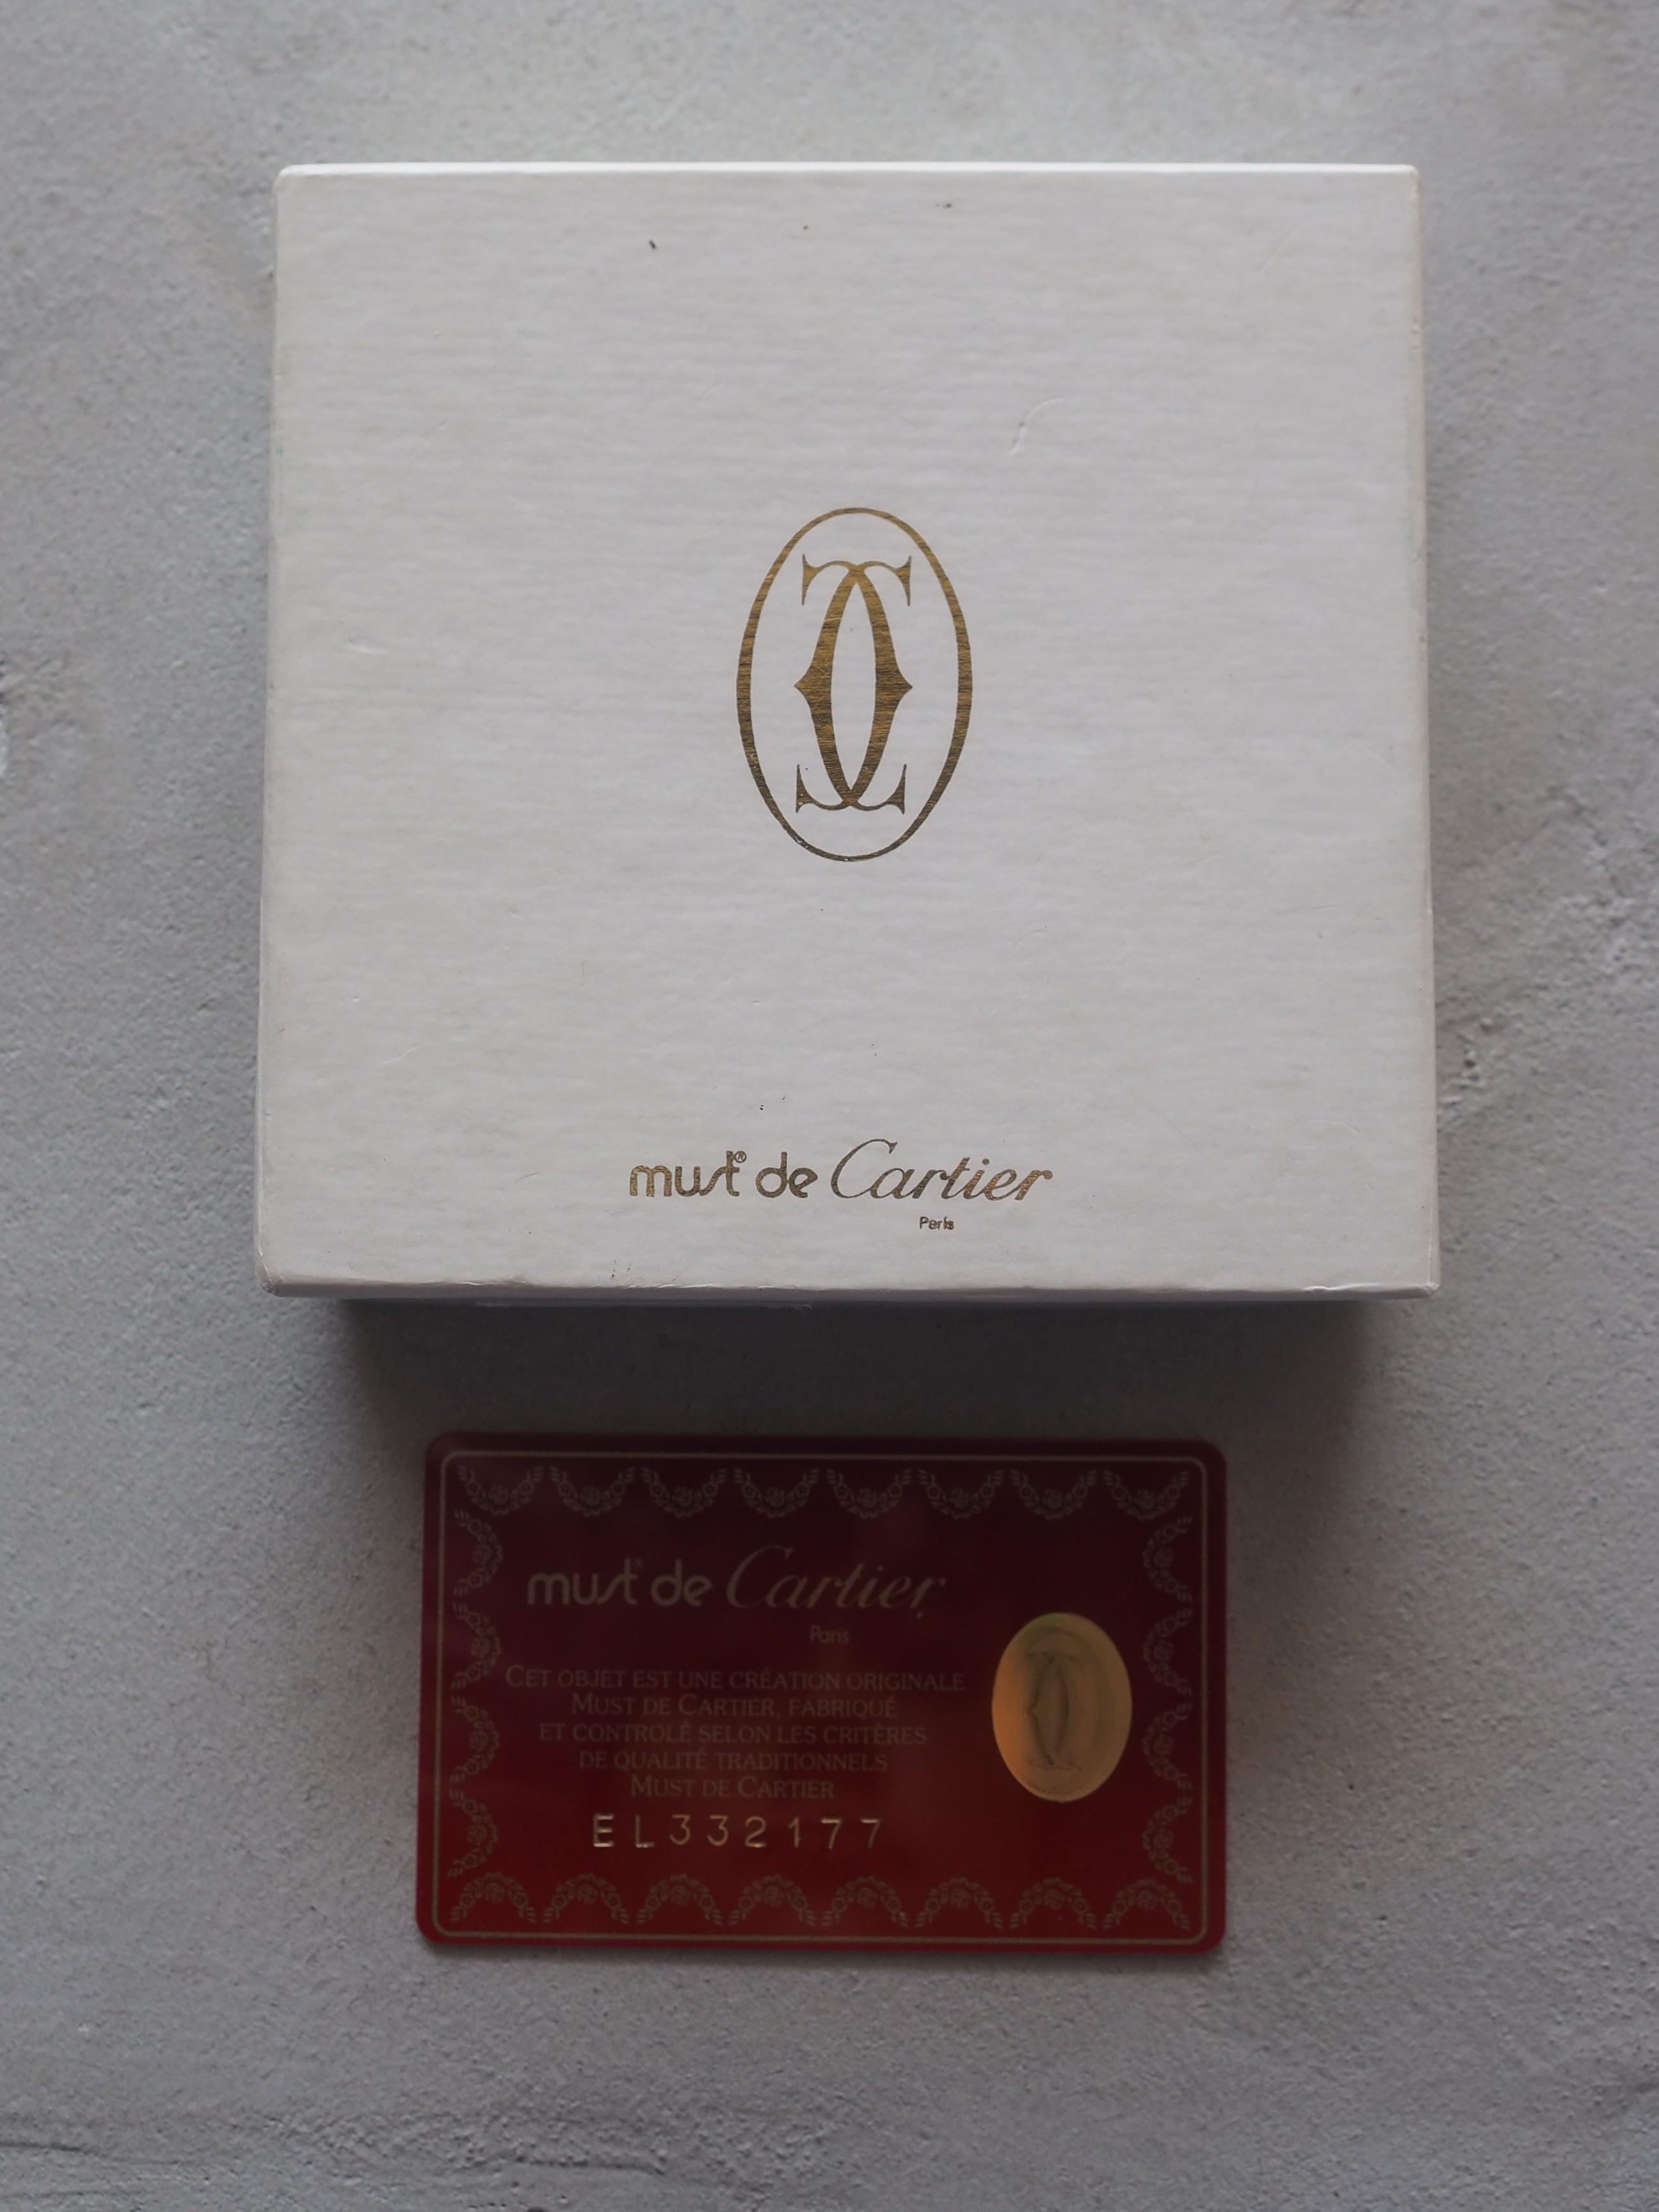 must® de Cartier
Paris
must® de Cartier
Paris
CET OBJET EST UNE CRÉATION ORIGINALE
MUST DE CARTIER, FABRIQUÉ
ET CONTROLÉ SELON LES CRITÈRES
DE QUALITÉ TRADITIONNELS
MUST DE CARTIER
EL332177